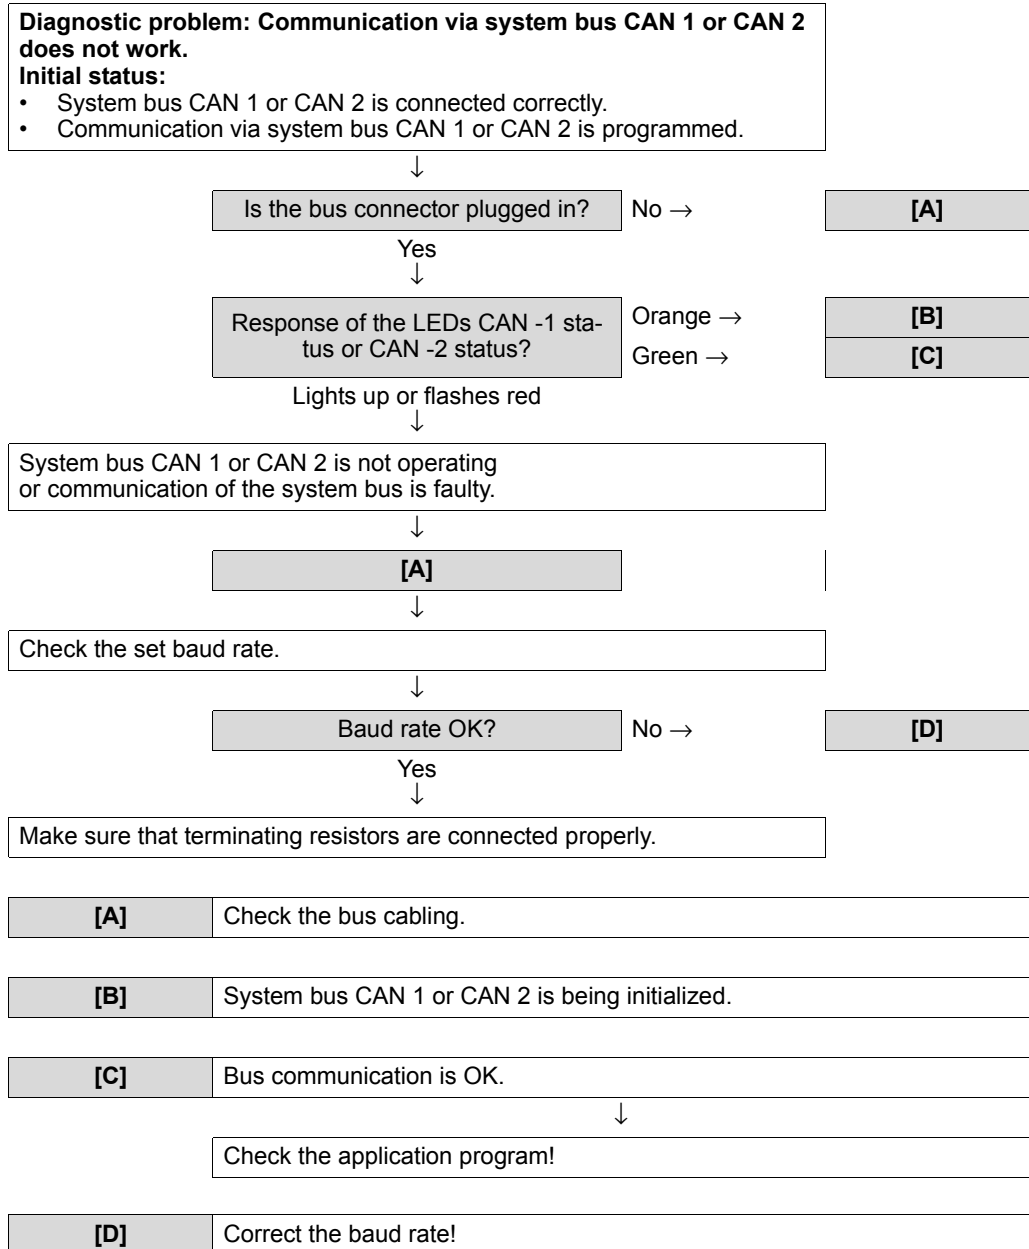 Diagnostic problem: Communication via system bus CAN 1 or CAN 2
does not work.
Initial status:
• System bus CAN 1 or CAN 2 is connected correctly.
• Communication via system bus CAN 1 or CAN 2 is programmed.
↓
Is the bus connector plugged in? No → [A]
Yes
↓
Response of the LEDs CAN -1 sta-
tus or CAN -2 status?
Orange → [B]
Green → [C]
Lights up or flashes red
↓
System bus CAN 1 or CAN 2 is not operating
or communication of the system bus is faulty.
↓
[A]
↓
Check the set baud rate.
↓
Baud rate OK? No → [D]
Yes
↓
Make sure that terminating resistors are connected properly.
[A] Check the bus cabling.
[B] System bus CAN 1 or CAN 2 is being initialized.
[C] Bus communication is OK.
↓
Check the application program!
[D] Correct the baud rate!